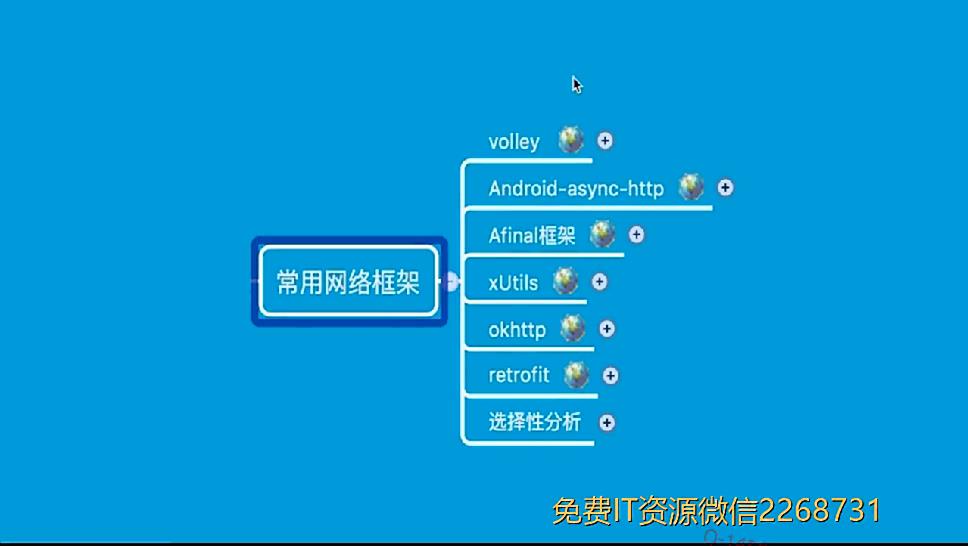 volley
Android-async-http
Afinal框架
常用网络框架
xUtils
okhttp
retrofit
选择性分析
免费IT资源微信2268731